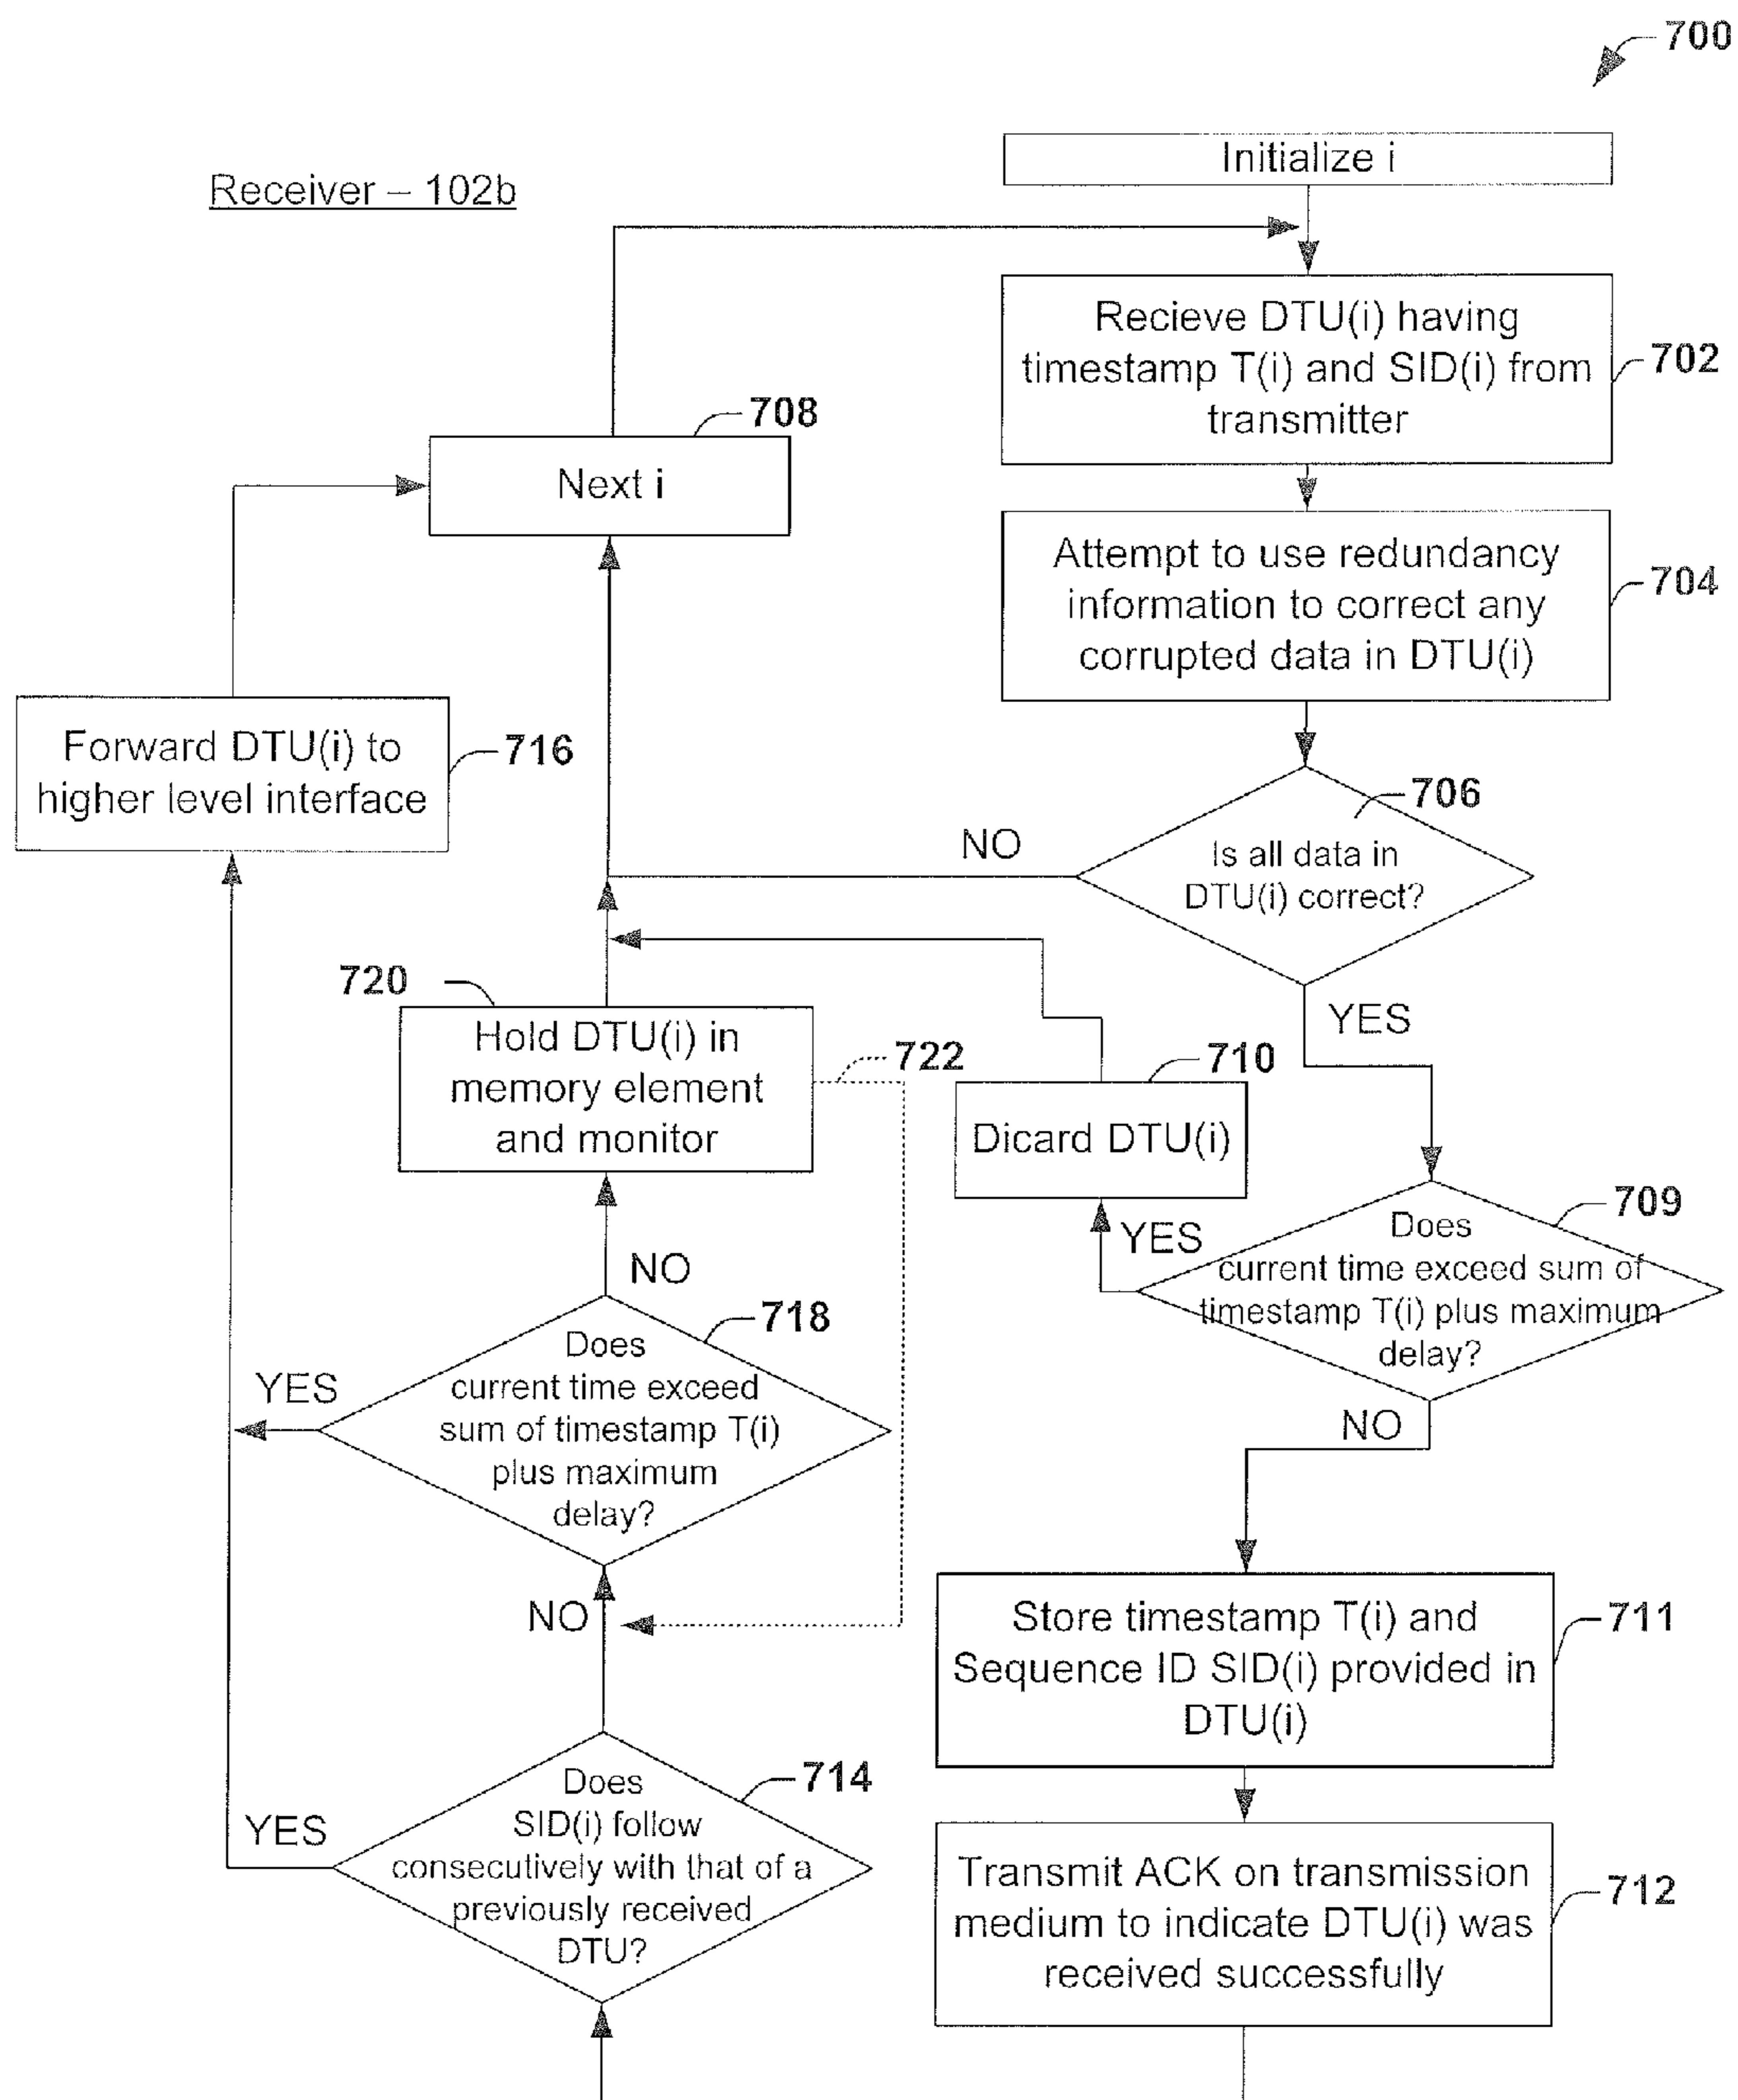 700
Receiver – 102b
Initialize i
Recieve DTU(i) having
timestamp T(i) and SID(i) from
transmitter
702
708
Next i
Attempt to use redundancy
information to correct any
corrupted data in DTU(i)
704
Forward DTU(i) to
higher level interface
716
706
Is all data in
DTU(i) correct?
NO
YES
720
Hold DTU(i) in
memory element
and monitor
722
710
Dicard DTU(i)
YES
709
Does
current time exceed sum of
timestamp T(i) plus maximum
delay?
NO
NO
718
Does
current time exceed
sum of timestamp T(i)
plus maximum
delay?
YES
NO
711
Store timestamp T(i) and
Sequence ID SID(i) provided in
DTU(i)
714
Does
SID(i) follow
consecutively with that of a
previously received
DTU?
YES
712
Transmit ACK on transmission
medium to indicate DTU(i) was
received successfully